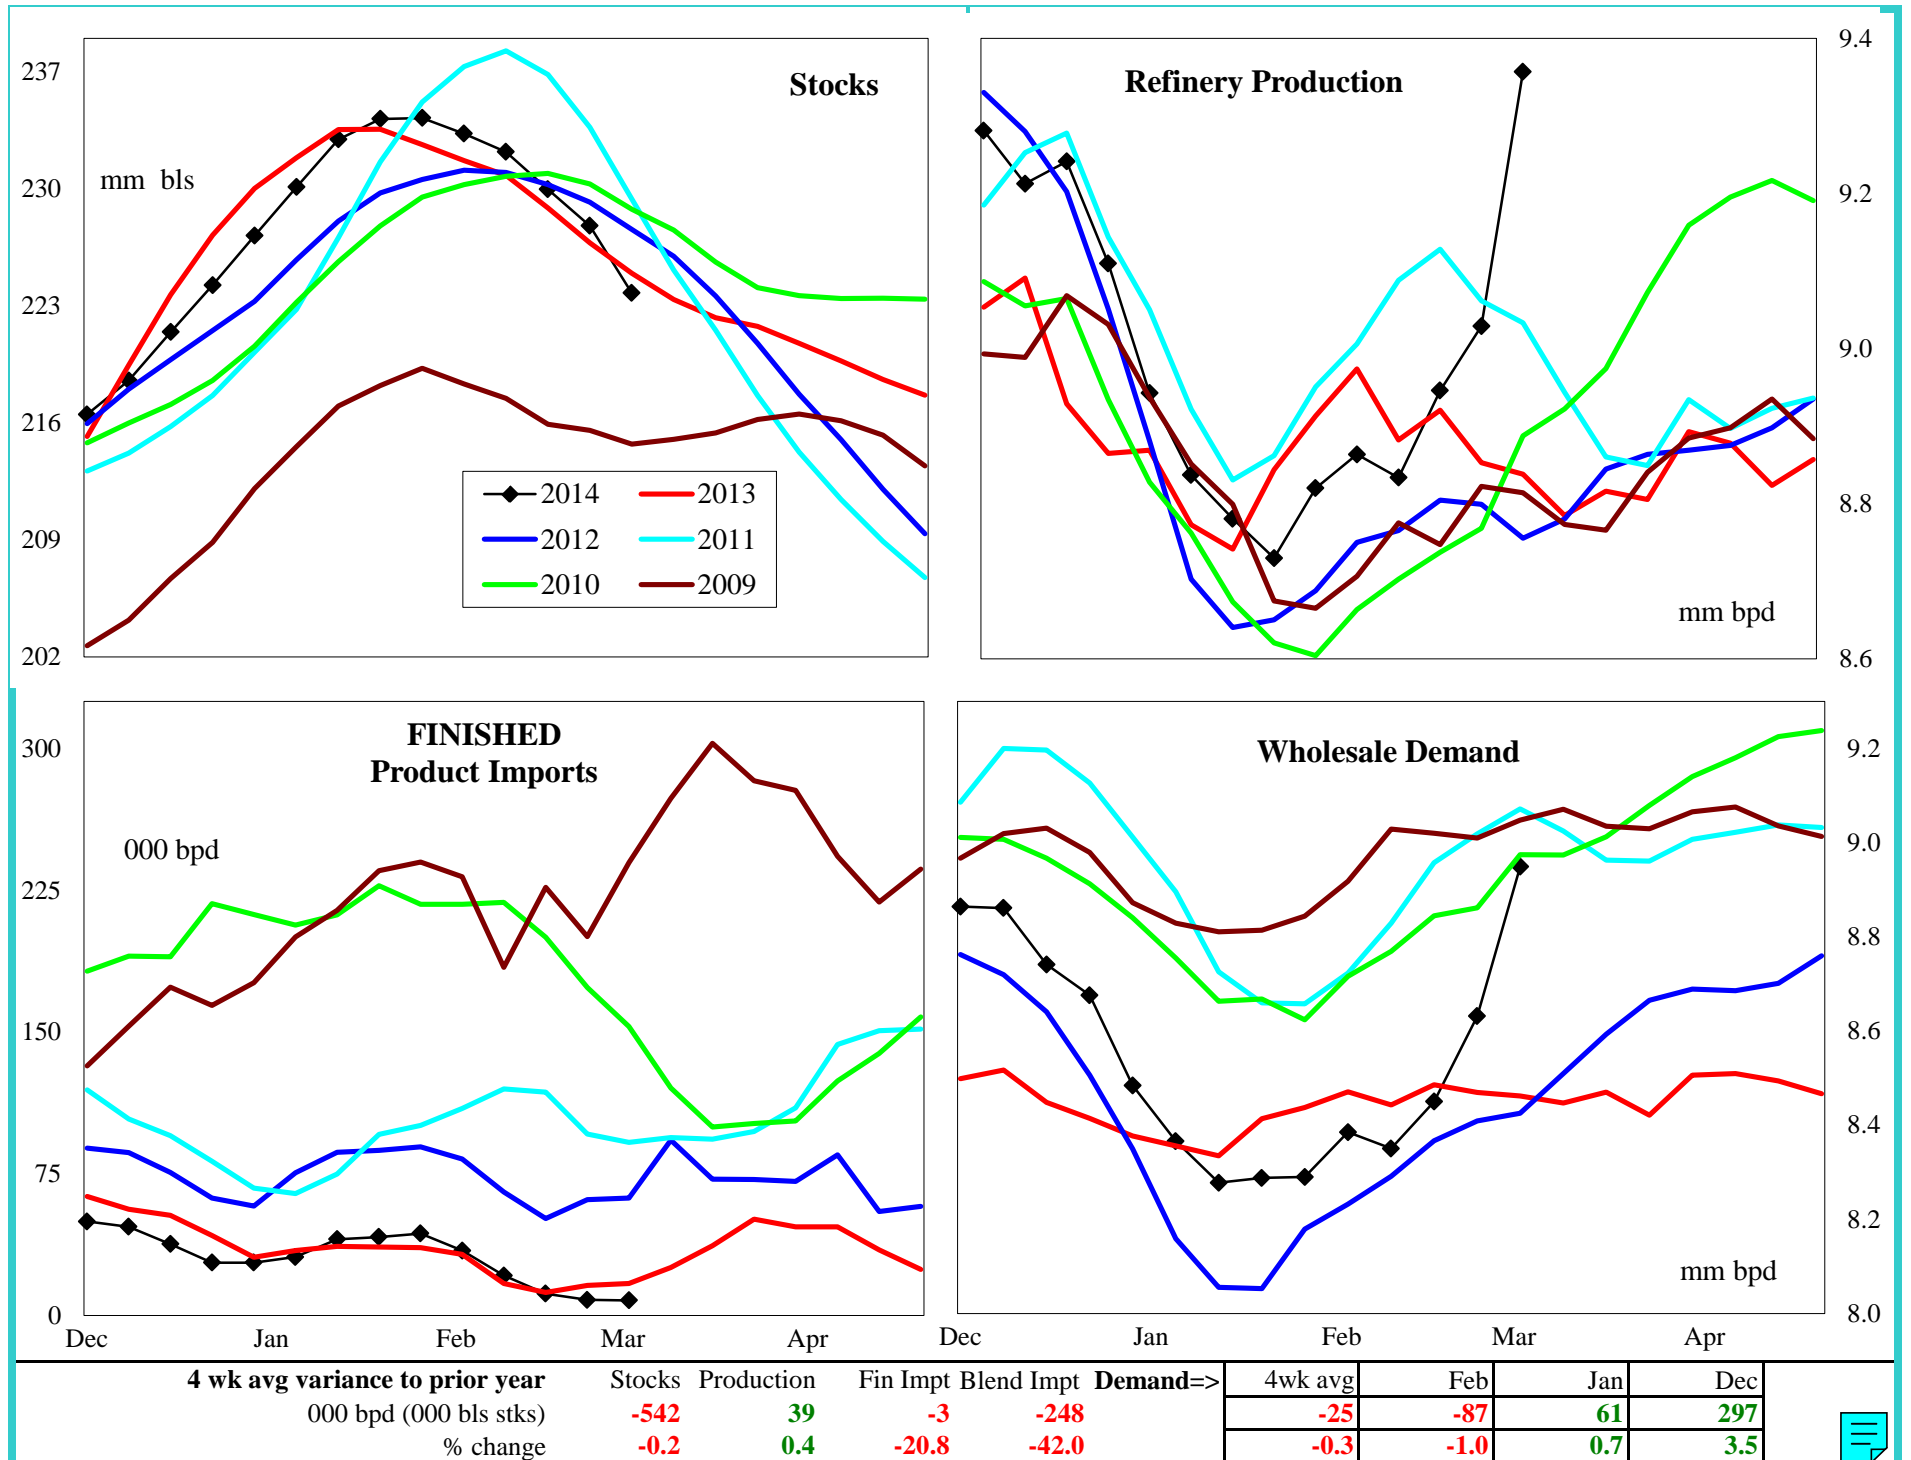 Stocks
mm bls
237
230
223
216
209
202
2014
2013
2012
2011
2010
2009
Refinery Production
mm bpd
9.4
9.2
9.0
8.8
8.6
FINISHED
Product Imports
000 bpd
300
225
150
75
0
Dec Jan Feb Mar Apr
Wholesale Demand
mm bpd
9.2
9.0
8.8
8.6
8.4
8.2
8.0
Dec Jan Feb Mar Apr
4 wk avg variance to prior year Stocks Production Fin Impt Blend Impt Demand=> 4wk avg Feb Jan Dec
000 bpd (000 bls stks) -542 39 -3 -248 -25 -87 61 297
% change -0.2 0.4 -20.8 -42.0 -0.3 -1.0 0.7 3.5